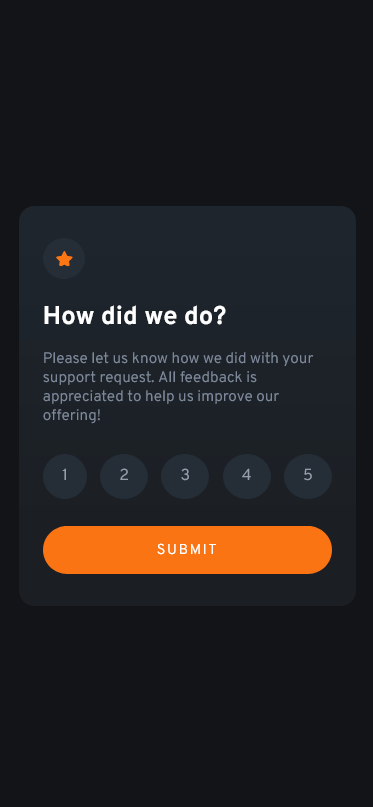 How did we do?
Please let us know how we did with your
support request. All feedback is
appreciated to help us improve our
offering!
1 2 3 4 5
SUBMIT